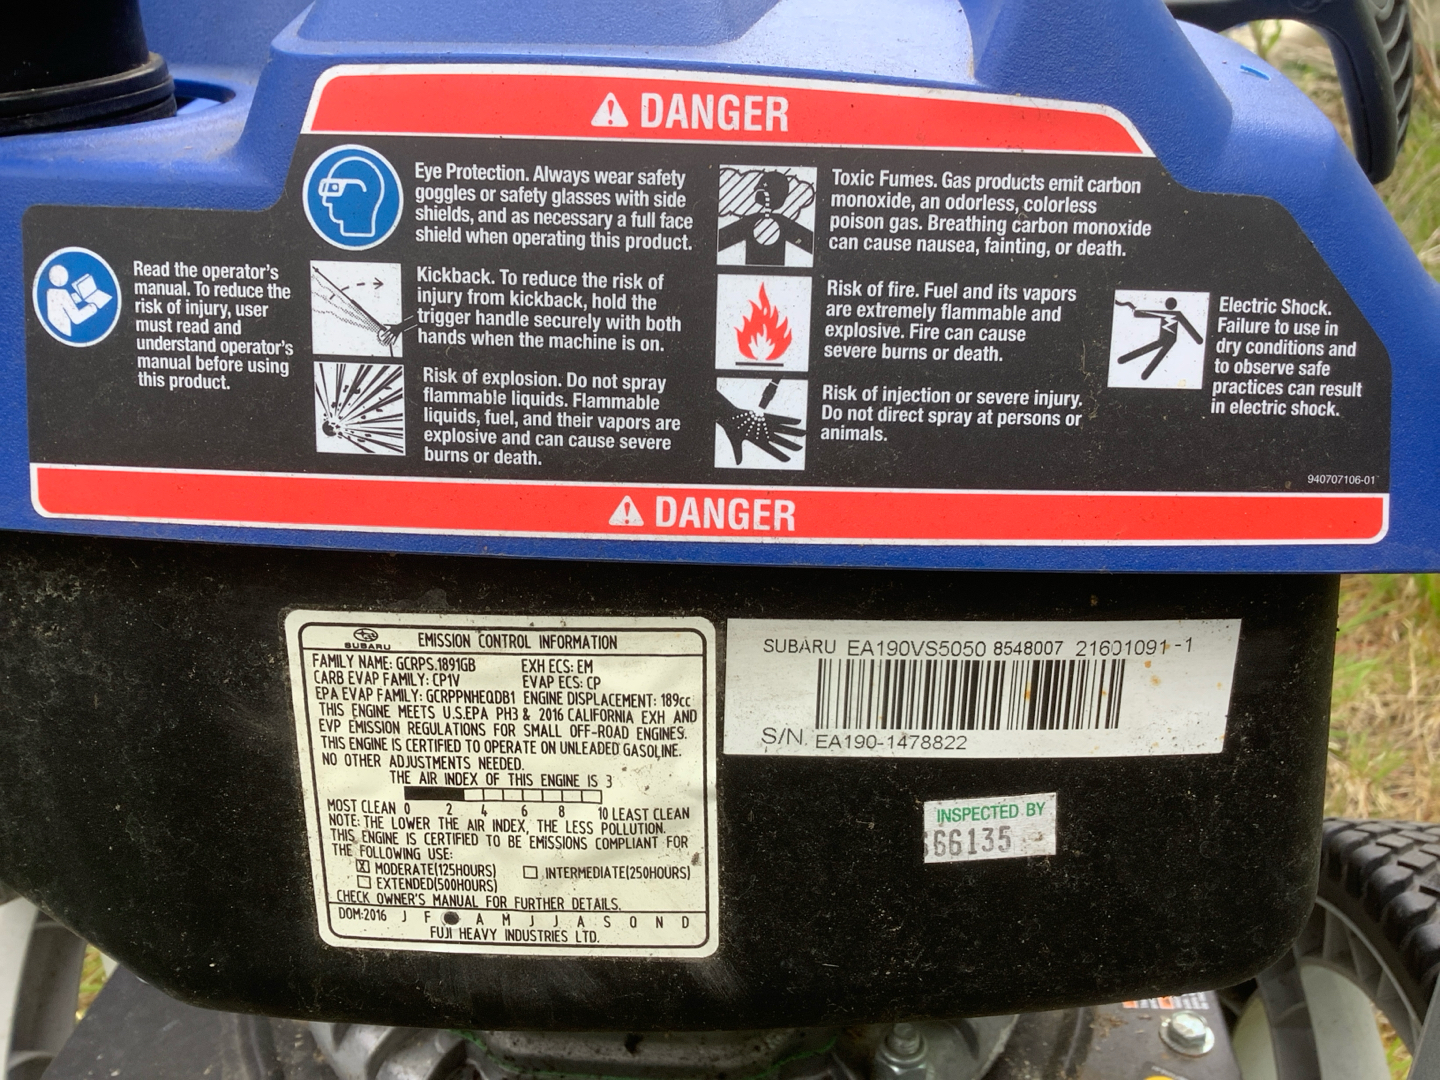 DANGER
Read the operator's
manual. To reduce the
risk of injury, user
must read and
understand operator's
manual before using
this product.
Eye Protection. Always wear safety
goggles or safety glasses with side
shields, and as necessary a full face
shield when operating this product.
Kickback. To reduce the risk of
injury from kickback, hold the
trigger handle securely with both
hands when the machine is on.
Risk of explosion. Do not spray
flammable liquids. Flammable
liquids, fuel, and their vapors are
explosive and can cause severe
burns or death.
Toxic Fumes. Gas products emit carbon
monoxide, an odorless, colorless
poison gas. Breathing carbon monoxide
can cause nausea, fainting, or death.
Risk of fire. Fuel and its vapors
are extremely flammable and
explosive. Fire can cause
severe burns or death.
Risk of injection or severe injury.
Do not direct spray at persons or
animals.
Electric Shock.
Failure to use in
dry conditions and
to observe safe
practices can result
in electric shock.
940707106-01
DANGER
SUBARU
EMISSION CONTROL INFORMATION
FAMILY NAME: GCRPS.1891GB EXH ECS: EM
CARB EVAP FAMILY: CP1V EVAP ECS: CP
EPA EVAP FAMILY: GCRPPNHEQDB1 ENGINE DISPLACEMENT: 189cc
THIS ENGINE MEETS U.S.EPA PH3 & 2016 CALIFORNIA EXH AND
EVP EMISSION REGULATIONS FOR SMALL OFF-ROAD ENGINES.
THIS ENGINE IS CERTIFIED TO OPERATE ON UNLEADED GASOLINE.
NO OTHER ADJUSTMENTS NEEDED.
THE AIR INDEX OF THIS ENGINE IS 3
MOST CLEAN 0 2 4 6 8 10 LEAST CLEAN
NOTE: THE LOWER THE AIR INDEX, THE LESS POLLUTION.
THIS ENGINE IS CERTIFIED TO BE EMISSIONS COMPLIANT FOR
THE FOLLOWING USE:
MODERATE(125HOURS) INTERMEDIATE(250HOURS)
EXTENDED(500HOURS)
CHECK OWNER'S MANUAL FOR FURTHER DETAILS.
DOM:2016 J F A M J J A S O N D
FUJI HEAVY INDUSTRIES LTD.
SUBARU EA190VS5050 8548007 21601091 -1
S/N. EA190-1478822
INSPECTED BY
66135